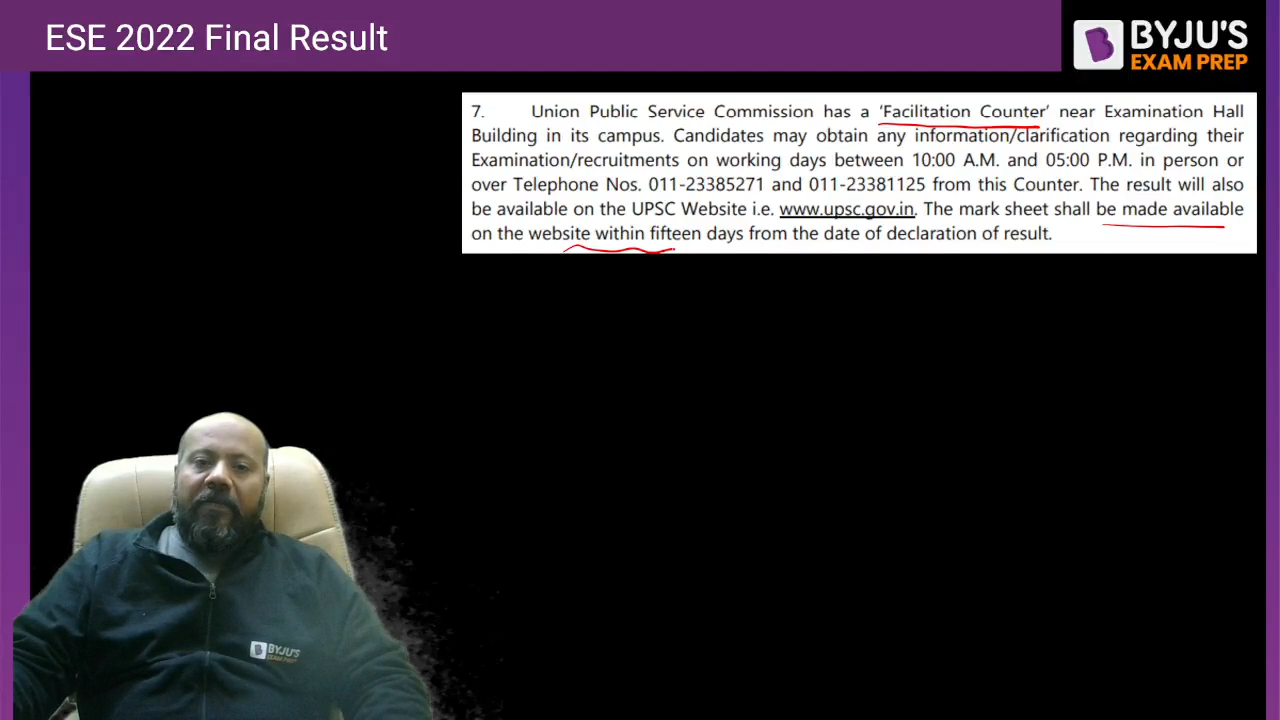 ESE 2022 Final Result
BYJU'S
EXAM PREP
7. Union Public Service Commission has a 'Facilitation Counter' near Examination Hall
Building in its campus. Candidates may obtain any information/clarification regarding their
Examination/recruitments on working days between 10:00 A.M. and 05:00 P.M. in person or
over Telephone Nos. 011-23385271 and 011-23381125 from this Counter. The result will also
be available on the UPSC Website i.e. www.upsc.gov.in. The mark sheet shall be made available
on the website within fifteen days from the date of declaration of result.
BYJU'S
EXAM PREP